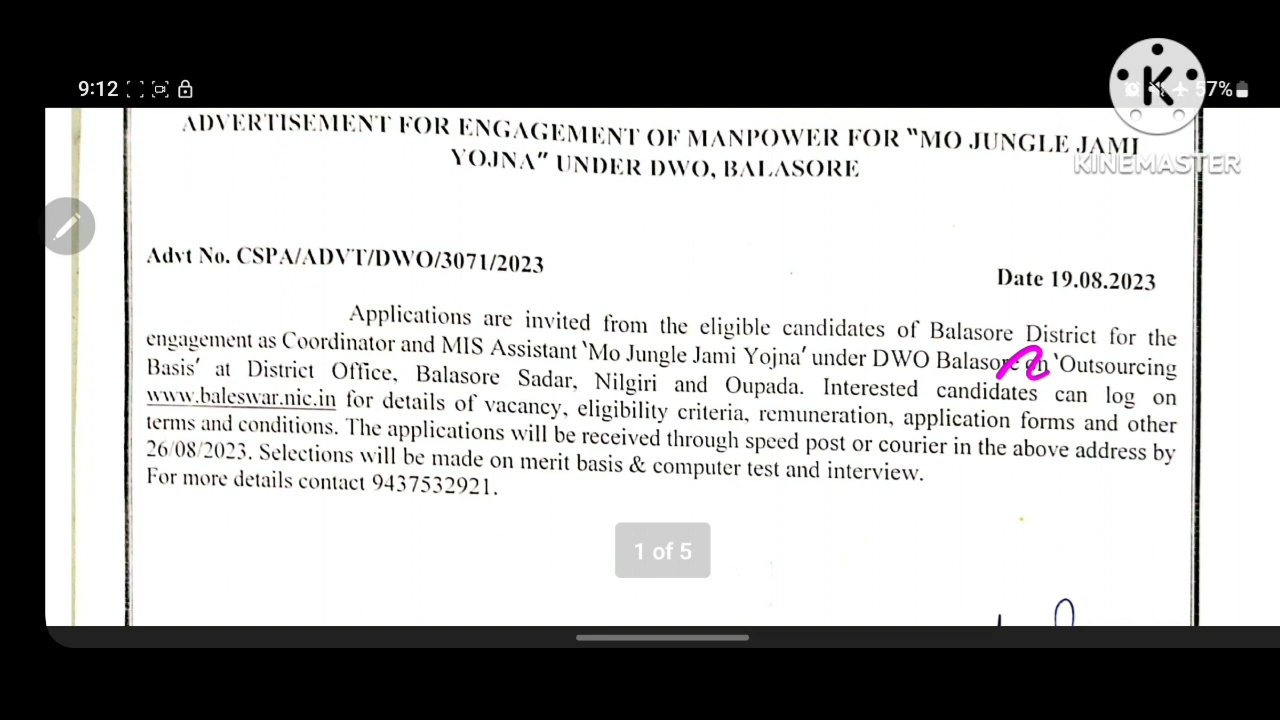 9:12
57%
K
KINEMASTER
ADVERTISEMENT FOR ENGAGEMENT OF MANPOWER FOR "MO JUNGLE JAMI
YOJNA" UNDER DWO, BALASORE
Advt No. CSPA/ADVT/DWO/3071/2023
Date 19.08.2023
Applications are invited from the eligible candidates of Balasore District for the
engagement as Coordinator and MIS Assistant 'Mo Jungle Jami Yojna' under DWO Balasore on 'Outsourcing
Basis' at District Office, Balasore Sadar, Nilgiri and Oupada. Interested candidates can log on
www.baleswar.nic.in for details of vacancy, eligibility criteria, remuneration, application forms and other
terms and conditions. The applications will be received through speed post or courier in the above address by
26/08/2023. Selections will be made on merit basis & computer test and interview.
For more details contact 9437532921.
1 of 5